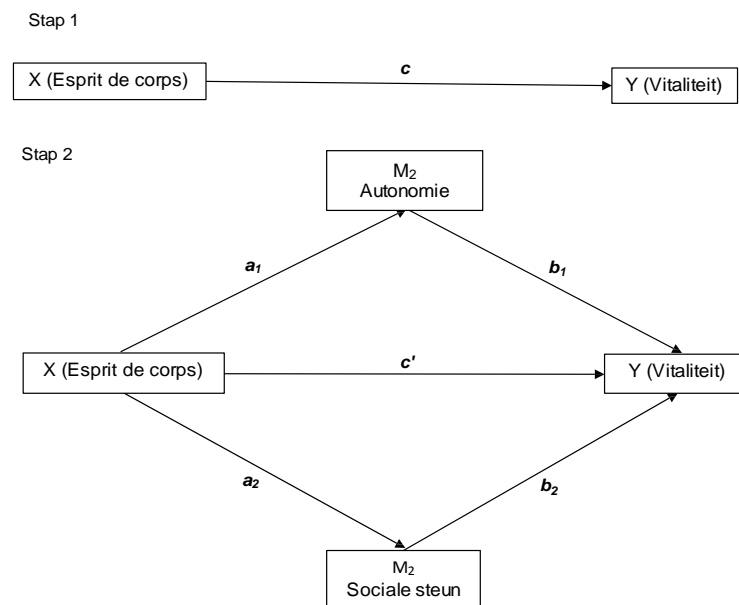 Stap 1
X (Esprit de corps)
c
Y (Vitaliteit)
Stap 2
M₂
Autonomie
a₁
b₁
X (Esprit de corps)
c'
Y (Vitaliteit)
a₂
b₂
M₂
Sociale steun